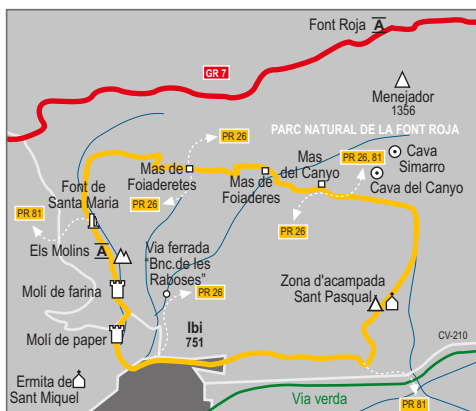 Font Roja A
GR 7
Menejador
1356
PARC NATURAL DE LA FONT ROJA
PR 26
Mas de
Foiaderetes
Mas de
Foiaderes
Mas
del Canyo
PR 26, 81
Cava
Simarro
Cava del Canyo
Font de
Santa Maria
PR 81
PR 26
PR 26
Els Molins A
Via ferrada
“Bnc.de les
Raboses”
PR 26
Zona d'acampada
Sant Pasqual
Molí de farina
Molí de paper
Ibi
751
CV-210
Ermita de
Sant Miquel
Via verda
PR 81